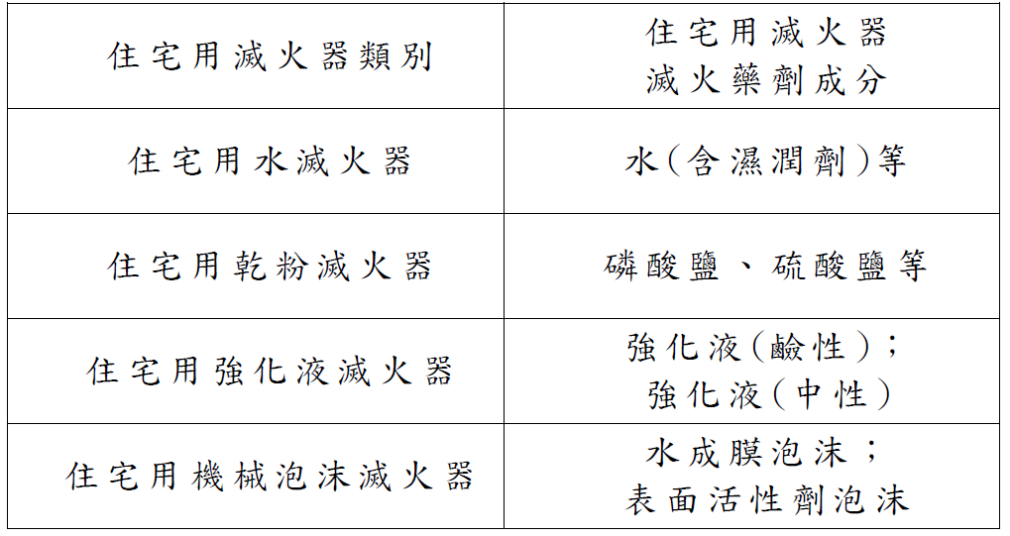 住宅用滅火器類別
住宅用滅火器
滅火藥劑成分
住宅用水滅火器
水(含濕潤劑)等
住宅用乾粉滅火器
磷酸鹽、硫酸鹽等
住宅用強化液滅火器
強化液(鹼性);
強化液(中性)
住宅用機械泡沫滅火器
水成膜泡沫;
表面活性劑泡沫